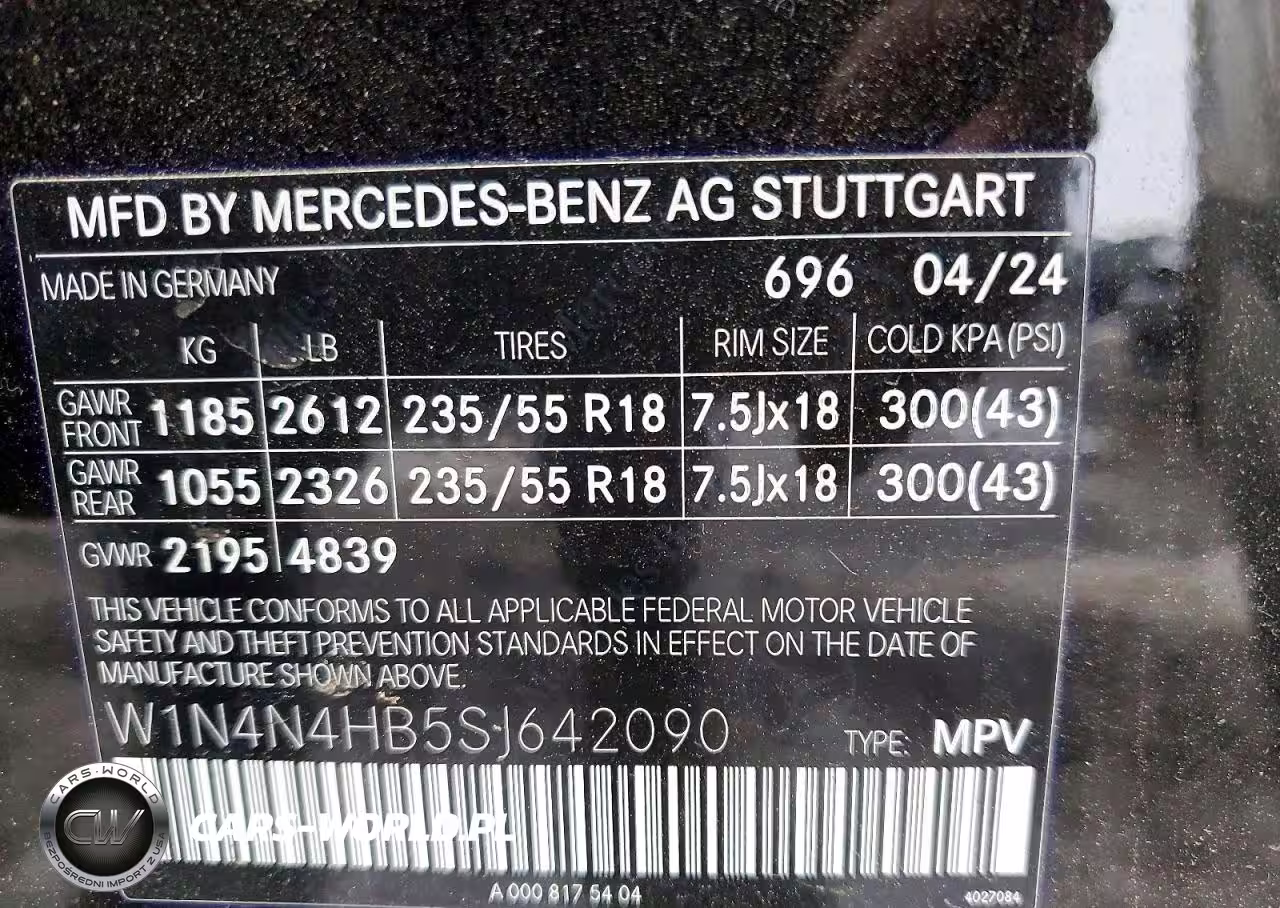 MFD BY MERCEDES-BENZ AG STUTTGART
MADE IN GERMANY 696 04/24
KG LB TIRES RIM SIZE COLD KPA (PSI)
GAWR FRONT 1185 2612 235/55 R18 7.5Jx18 300(43)
GAWR REAR 1055 2326 235/55 R18 7.5Jx18 300(43)
GVWR 2195 4839
THIS VEHICLE CONFORMS TO ALL APPLICABLE FEDERAL MOTOR VEHICLE
SAFETY AND THEFT PREVENTION STANDARDS IN EFFECT ON THE DATE OF
MANUFACTURE SHOWN ABOVE.
W1N4N4HB5SJ642090 TYPE: MPV
CARS-WORLD
CW
BEZPOŚREDNI IMPORT Z USA
CARS-WORLD.PL
A 000 817 54 04 4027084